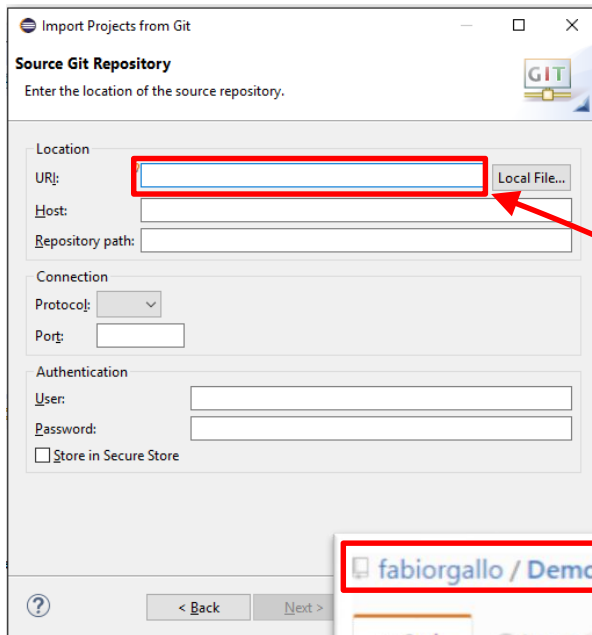 Import Projects from Git
Source Git Repository
Enter the location of the source repository.
GIT
Location
URI:
Local File...
Host:
Repository path:
Connection
Protocol:
Port:
Authentication
User:
Password:
Store in Secure Store
fabiorgallo / Demo
< Back
Next >